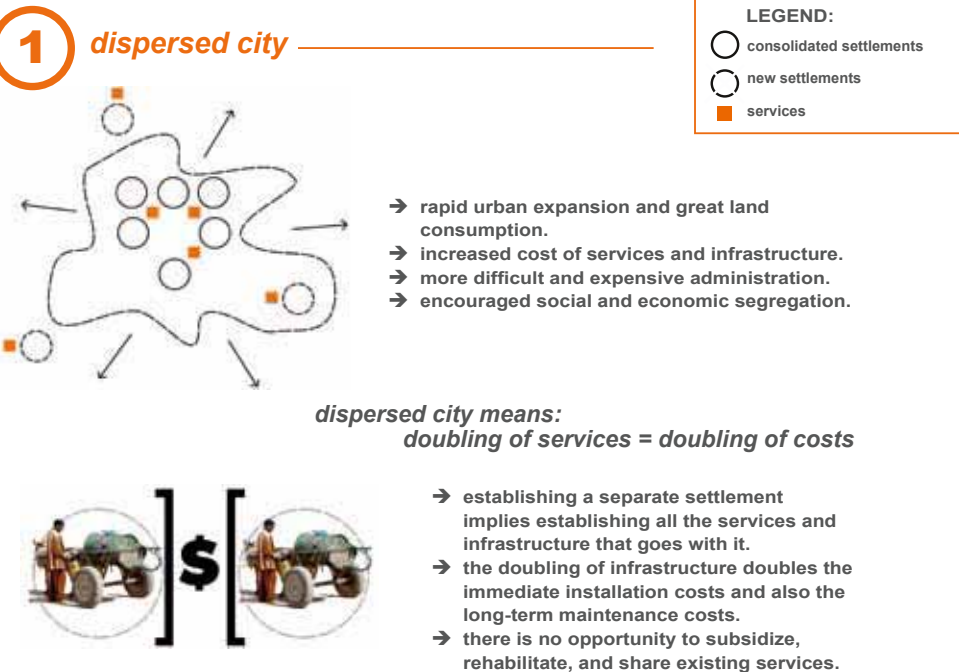 1
dispersed city
LEGEND:
consolidated settlements
new settlements
services
➔ rapid urban expansion and great land
consumption.
➔ increased cost of services and infrastructure.
➔ more difficult and expensive administration.
➔ encouraged social and economic segregation.
dispersed city means:
doubling of services = doubling of costs
] $ [
➔ establishing a separate settlement
implies establishing all the services and
infrastructure that goes with it.
➔ the doubling of infrastructure doubles the
immediate installation costs and also the
long-term maintenance costs.
➔ there is no opportunity to subsidize,
rehabilitate, and share existing services.